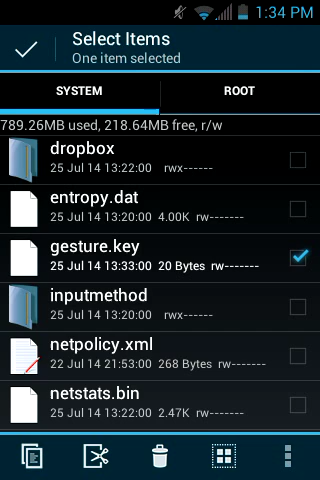 1:34 PM
Select Items
One item selected
SYSTEM
ROOT
789.26MB used, 218.64MB free, r/w
dropbox
25 Jul 14 13:22:00 rwx------
entropy.dat
25 Jul 14 13:20:00 4.00K rw-------
gesture.key
25 Jul 14 13:33:00 20 Bytes rw-------
inputmethod
25 Jul 14 13:20:00 rwx------
netpolicy.xml
22 Jul 14 21:53:00 268 Bytes rw-------
netstats.bin
25 Jul 14 13:22:00 2.47K rw-------